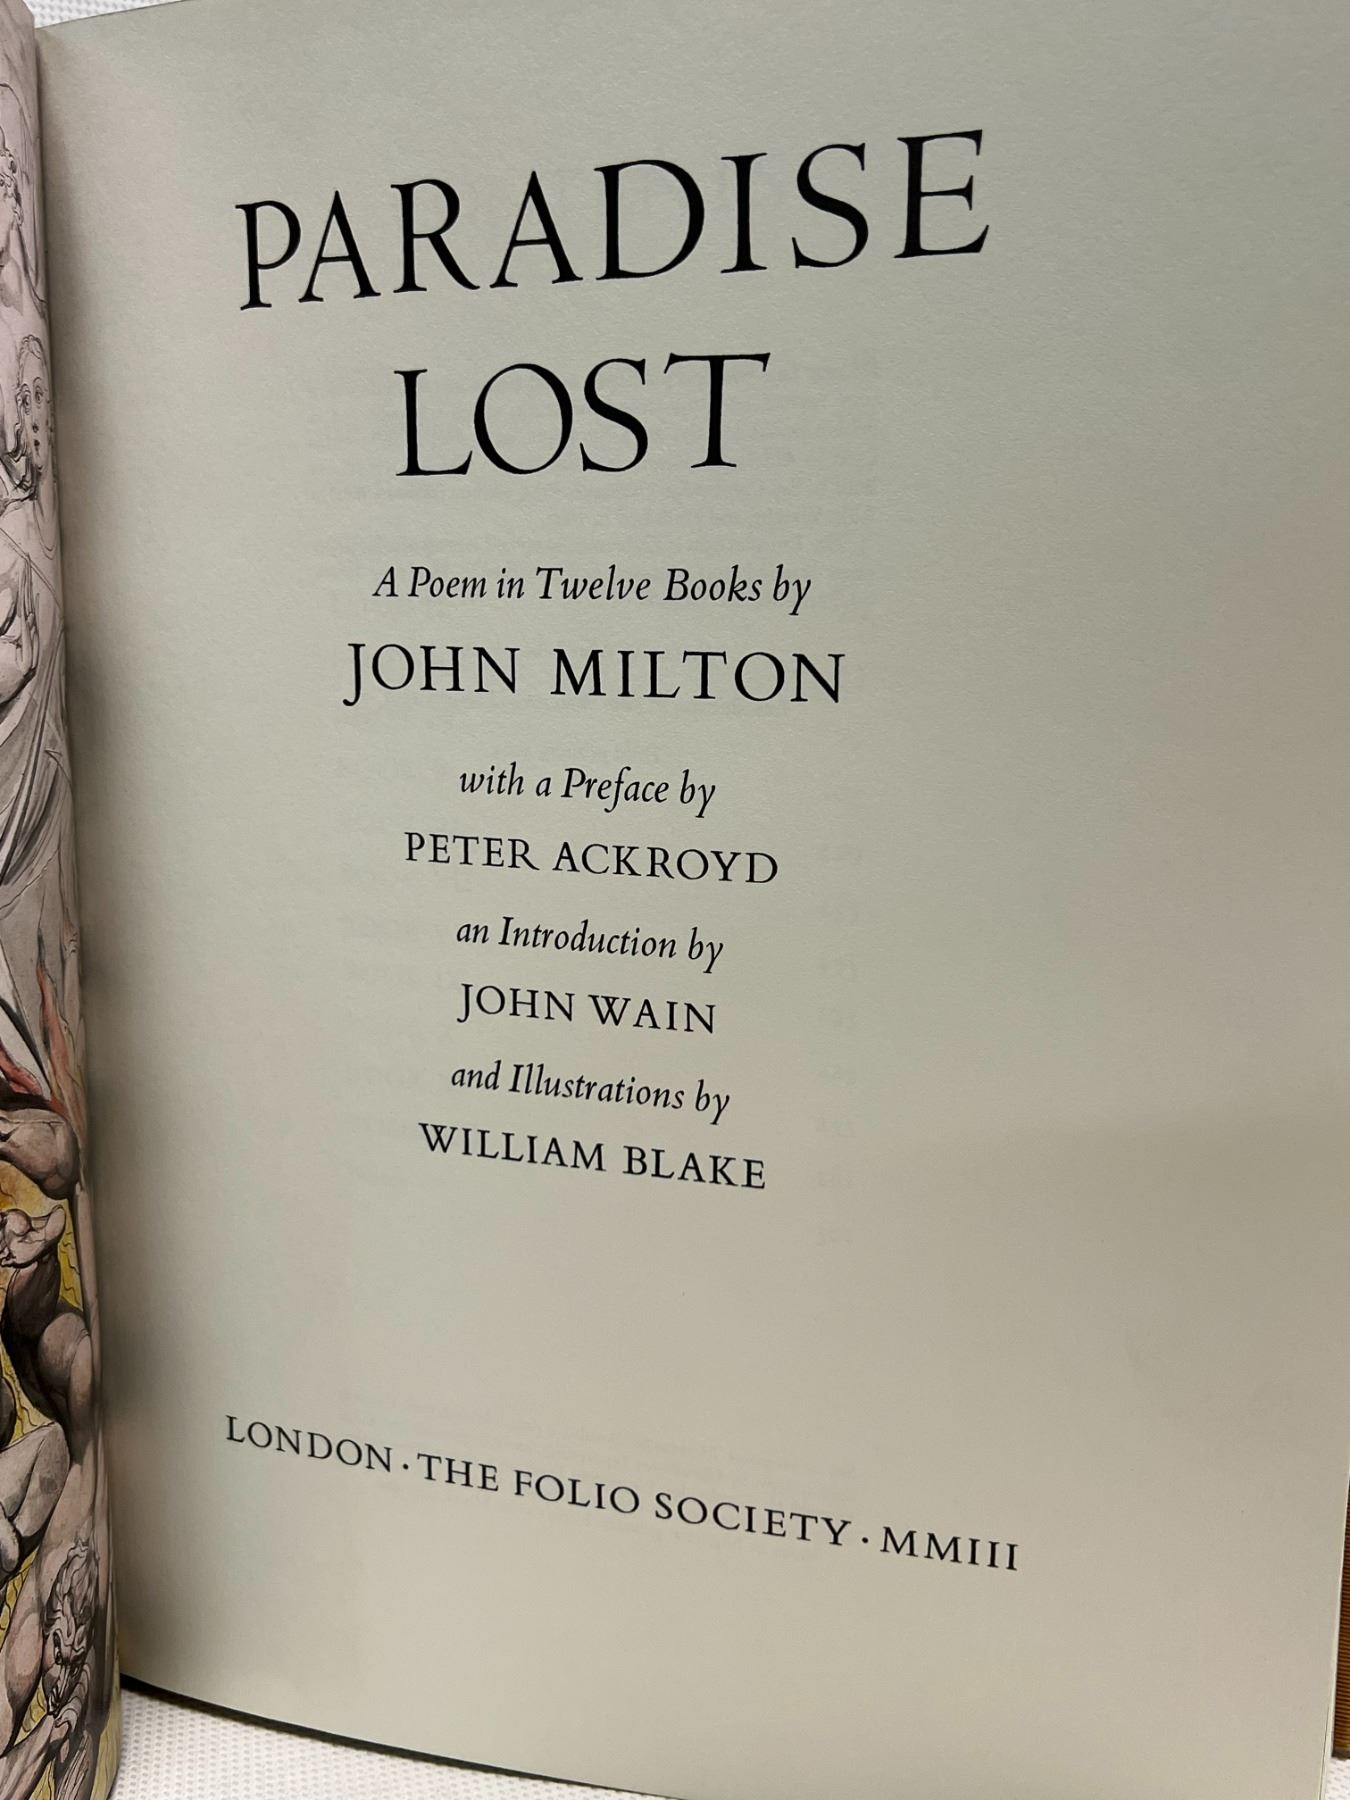 PARADISE
LOST
A Poem in Twelve Books by
JOHN MILTON
with a Preface by
PETER ACKROYD
an Introduction by
JOHN WAIN
and Illustrations by
WILLIAM BLAKE
LONDON · THE FOLIO SOCIETY · MMIII